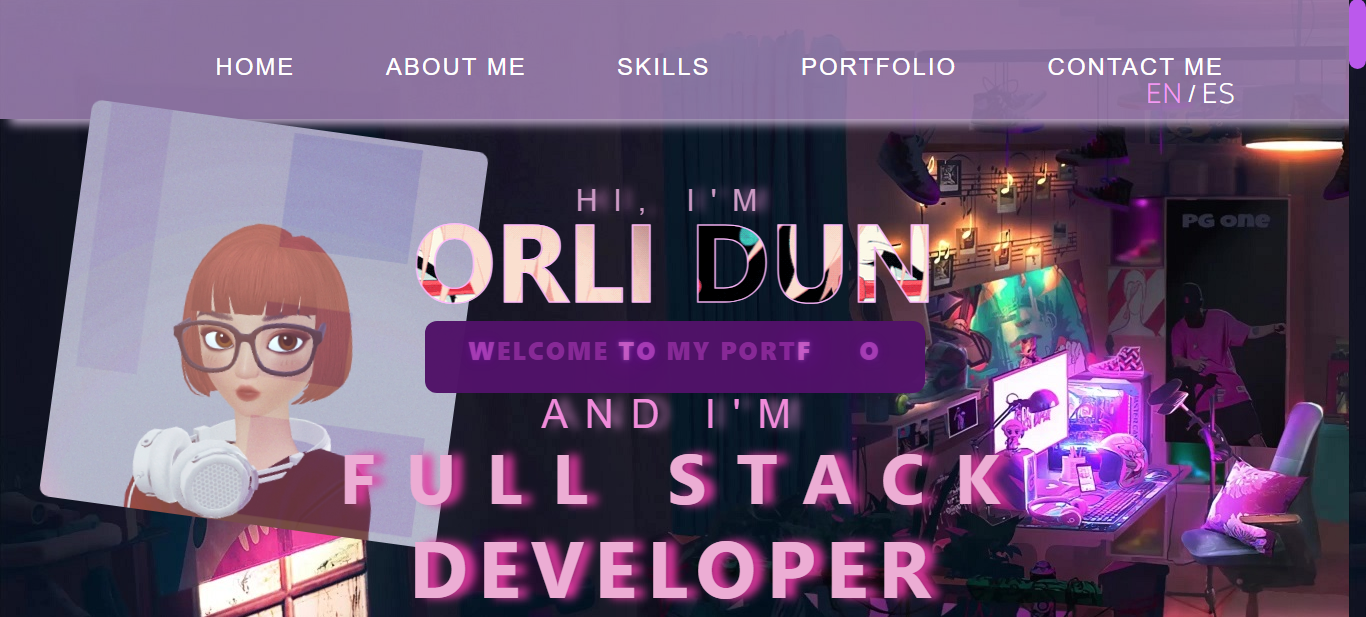 HOME ABOUT ME SKILLS PORTFOLIO CONTACT ME
EN / ES
HI, I'M
ORLI DUN
WELCOME TO MY PORTF O
AND I'M
FULL STACK
DEVELOPER
PG one